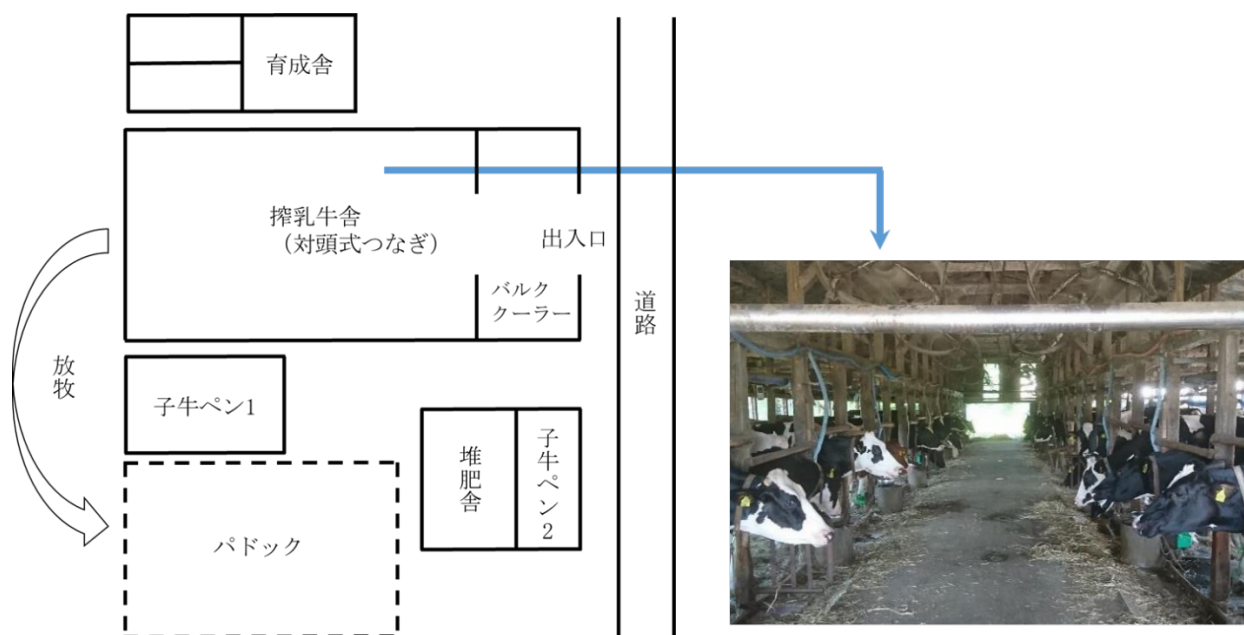 育成舎
搾乳牛舎
（対頭式つなぎ）
出入口
バルク
クーラー
道路
放牧
子牛ペン1
堆肥舎
子牛ペン2
パドック